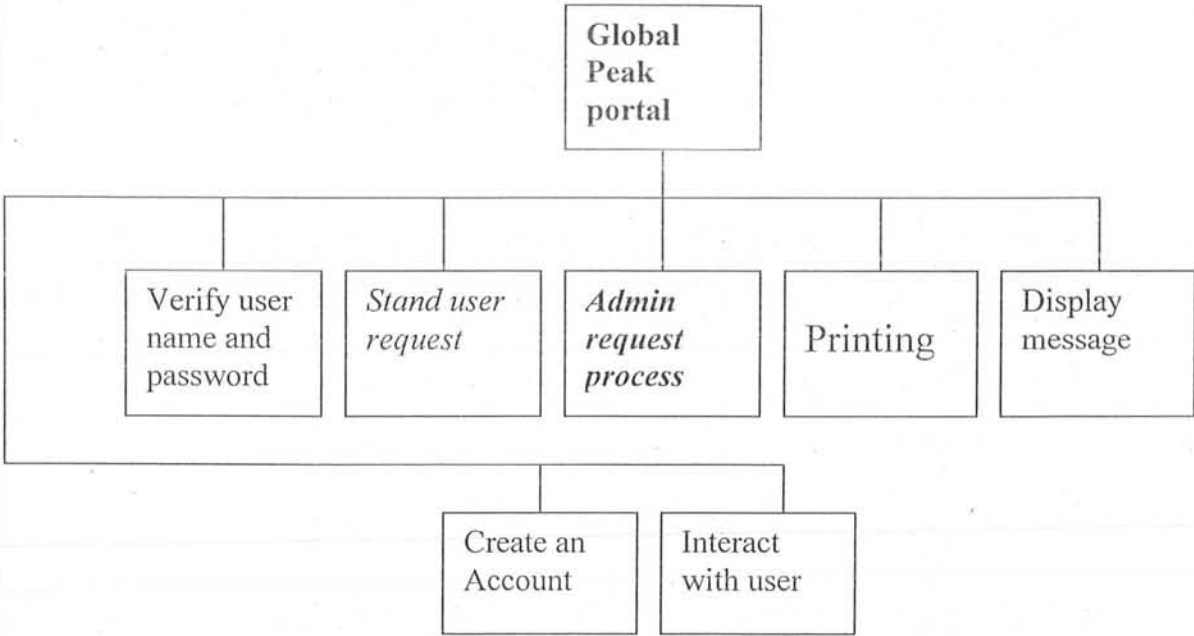 Global
Peak
portal
Verify user
name and
password
Stand user
request
Admin
request
process
Printing
Display
message
Create an
Account
Interact
with user